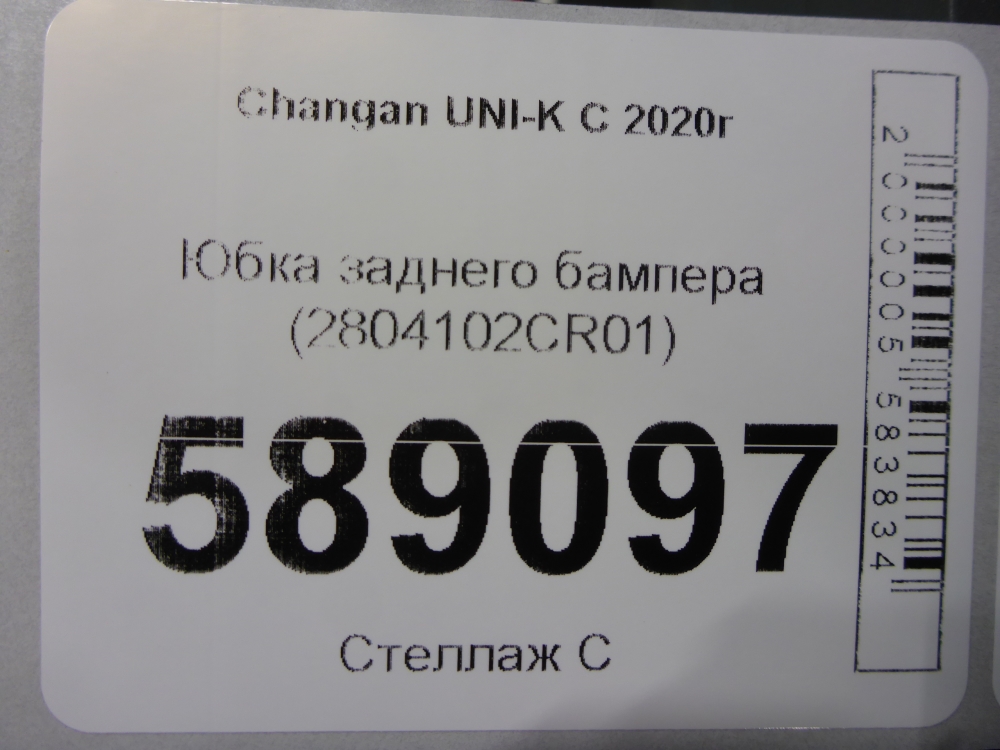 Changan UNI-K С 2020г
Юбка заднего бампера
(2804102CR01)
589097
Стеллаж С
2000005583834